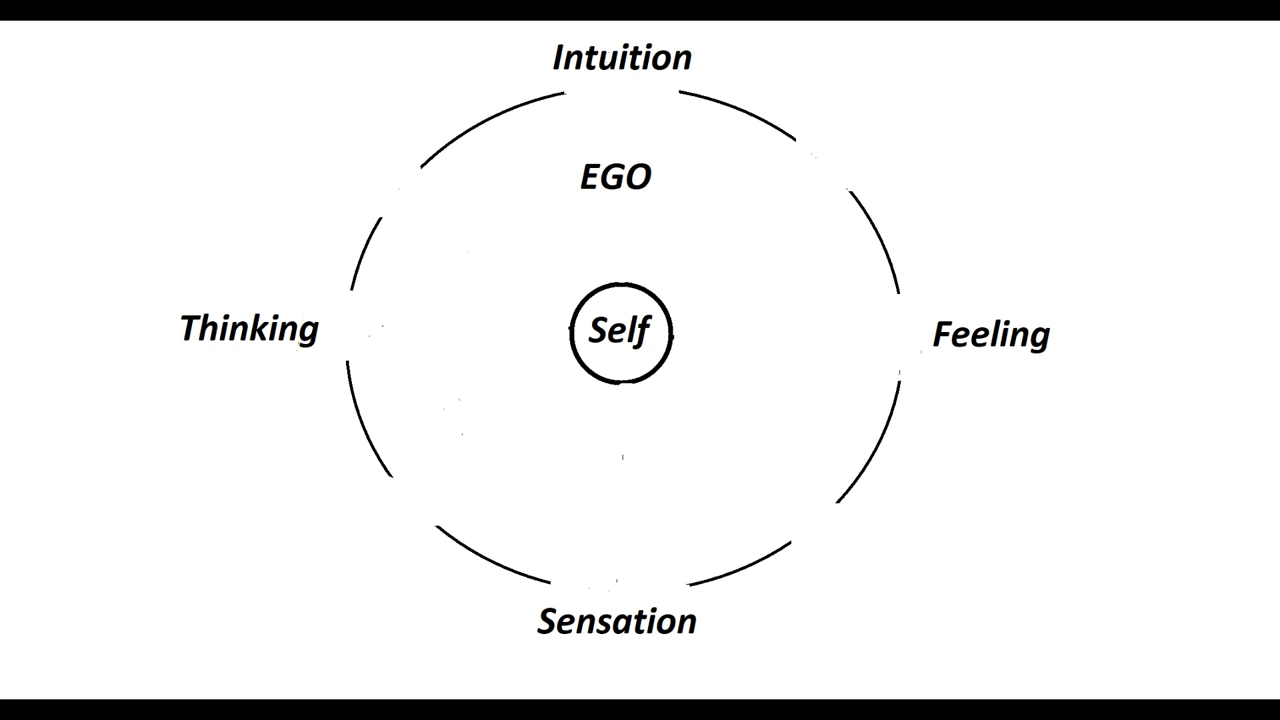 Intuition
EGO
Thinking
Self
Feeling
Sensation